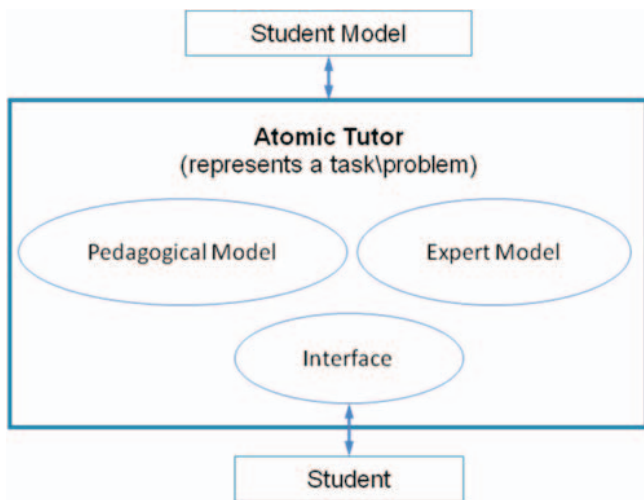 Student Model
Atomic Tutor
(represents a task\problem)
Pedagogical Model
Expert Model
Interface
Student